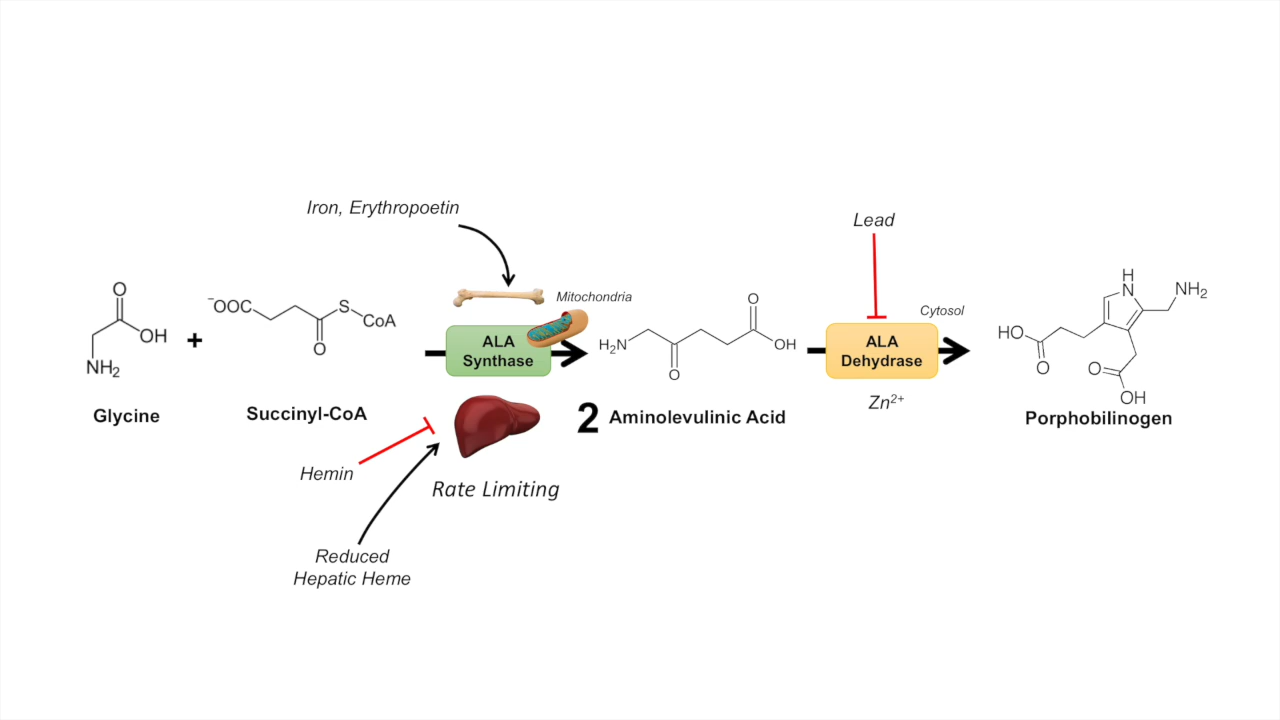 Iron, Erythropoetin
Lead
Mitochondria
Cytosol
O
OH
NH₂
+
⁻OOC
S
CoA
O
ALA
Synthase
H₂N
O
O
OH
ALA
Dehydrase
Zn²⁺
H
N
NH₂
HO
O
O
OH
Glycine
Succinyl-CoA
2 Aminolevulinic Acid
Porphobilinogen
Hemin
Rate Limiting
Reduced
Hepatic Heme